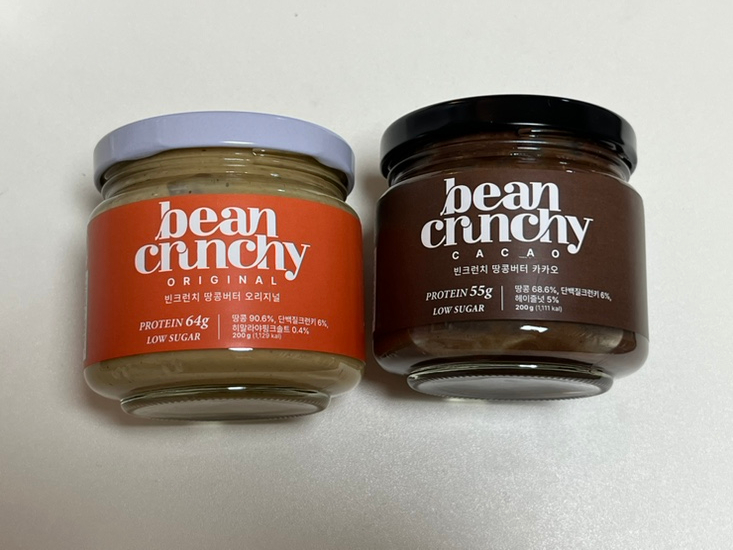 bean
crunchy
ORIGINAL
빈크런치 땅콩버터 오리지널
PROTEIN 64g
LOW SUGAR
땅콩 90.6%, 단백질크런키 6%,
히말라야핑크솔트 0.4%
200 g (1,129 kal)
bean
crunchy
CACAO
빈크런치 땅콩버터 카카오
PROTEIN 55g
LOW SUGAR
땅콩 68.6%, 단백질크런키 6%,
헤이즐넛 5%
200 g (1,111 kal)